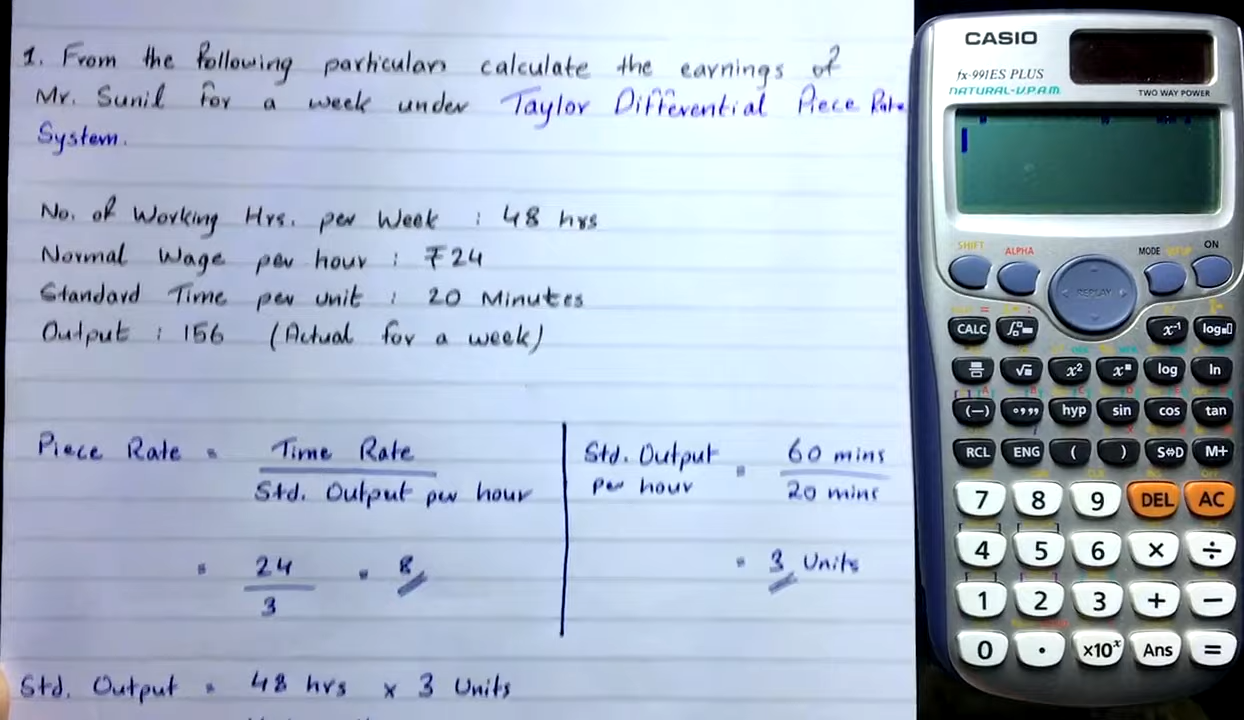 1. From the following particulars calculate the earnings of
Mr. Sunil for a week under Taylor Differential Piece Rate
System.
No. of Working Hrs. per Week : 48 hrs
Normal Wage per hour : ₹24
Standard Time per unit : 20 Minutes
Output : 156 (Actual for a week)
Piece Rate = Time Rate
Std. Output per hour
= 24
3
= 8
Std. Output per hour = 60 mins
20 mins
= 3 Units
Std. Output = 48 hrs x 3 Units
CASIO
fx-991ES PLUS
NATURAL-V.P.A.M.
TWO WAY POWER
SHIFT ALPHA MODE SETUP ON
REPLAY
CALC x⁻¹ log
√ x² x log ln
(−) hyp sin cos tan
RCL ENG ( ) S⇔D M+
7 8 9 DEL AC
4 5 6 × ÷
1 2 3 + −
0 . ×10ˣ Ans =